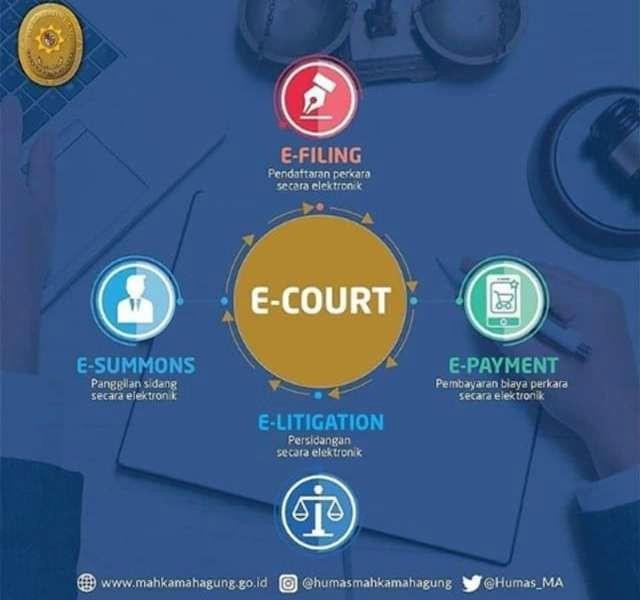 E-FILING
Pendaftaran perkara
secara elektronik
E-COURT
E-SUMMONS
Panggilan sidang
secara elektronik
E-PAYMENT
Pembayaran biaya perkara
secara elektronik
E-LITIGATION
Persidangan
secara elektronik
www.mahkamahagung.go.id @humasmahkamahagung @Humas_MA